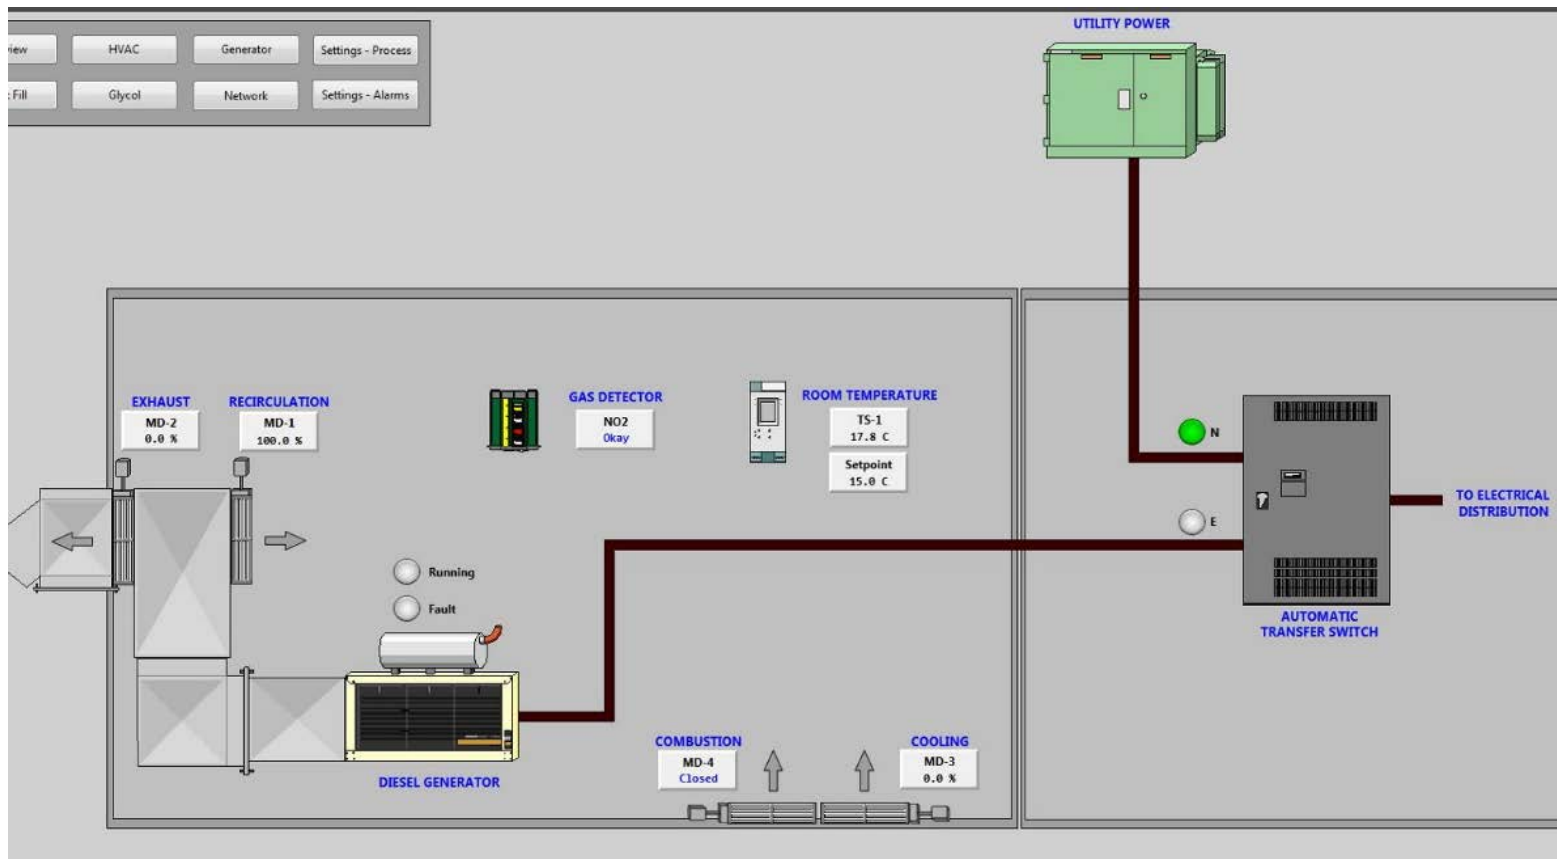 UTILITY POWER
view
HVAC
Generator
Settings - Process
Fill
Glycol
Network
Settings - Alarms
EXHAUST
MD-2
0.0 %
RECIRCULATION
MD-1
100.0 %
GAS DETECTOR
NO2
Okay
ROOM TEMPERATURE
TS-1
17.8 C
Setpoint
15.0 C
N
E
TO ELECTRICAL
DISTRIBUTION
AUTOMATIC
TRANSFER SWITCH
Running
Fault
DIESEL GENERATOR
COMBUSTION
MD-4
Closed
COOLING
MD-3
0.0 %